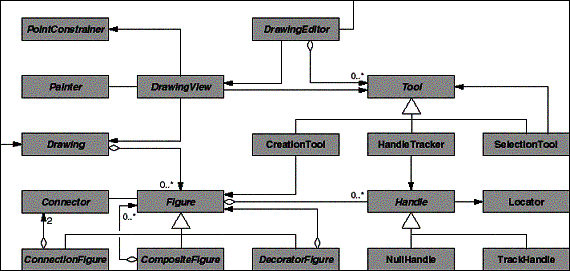 PointConstrainer
DrawingEditor
0..*
Painter
DrawingView
Tool
Drawing
CreationTool
HandleTracker
SelectionTool
0..*
0..*
Connector
Figure
Handle
Locator
0..*
2
ConnectionFigure
CompositeFigure
DecoratorFigure
NullHandle
TrackHandle